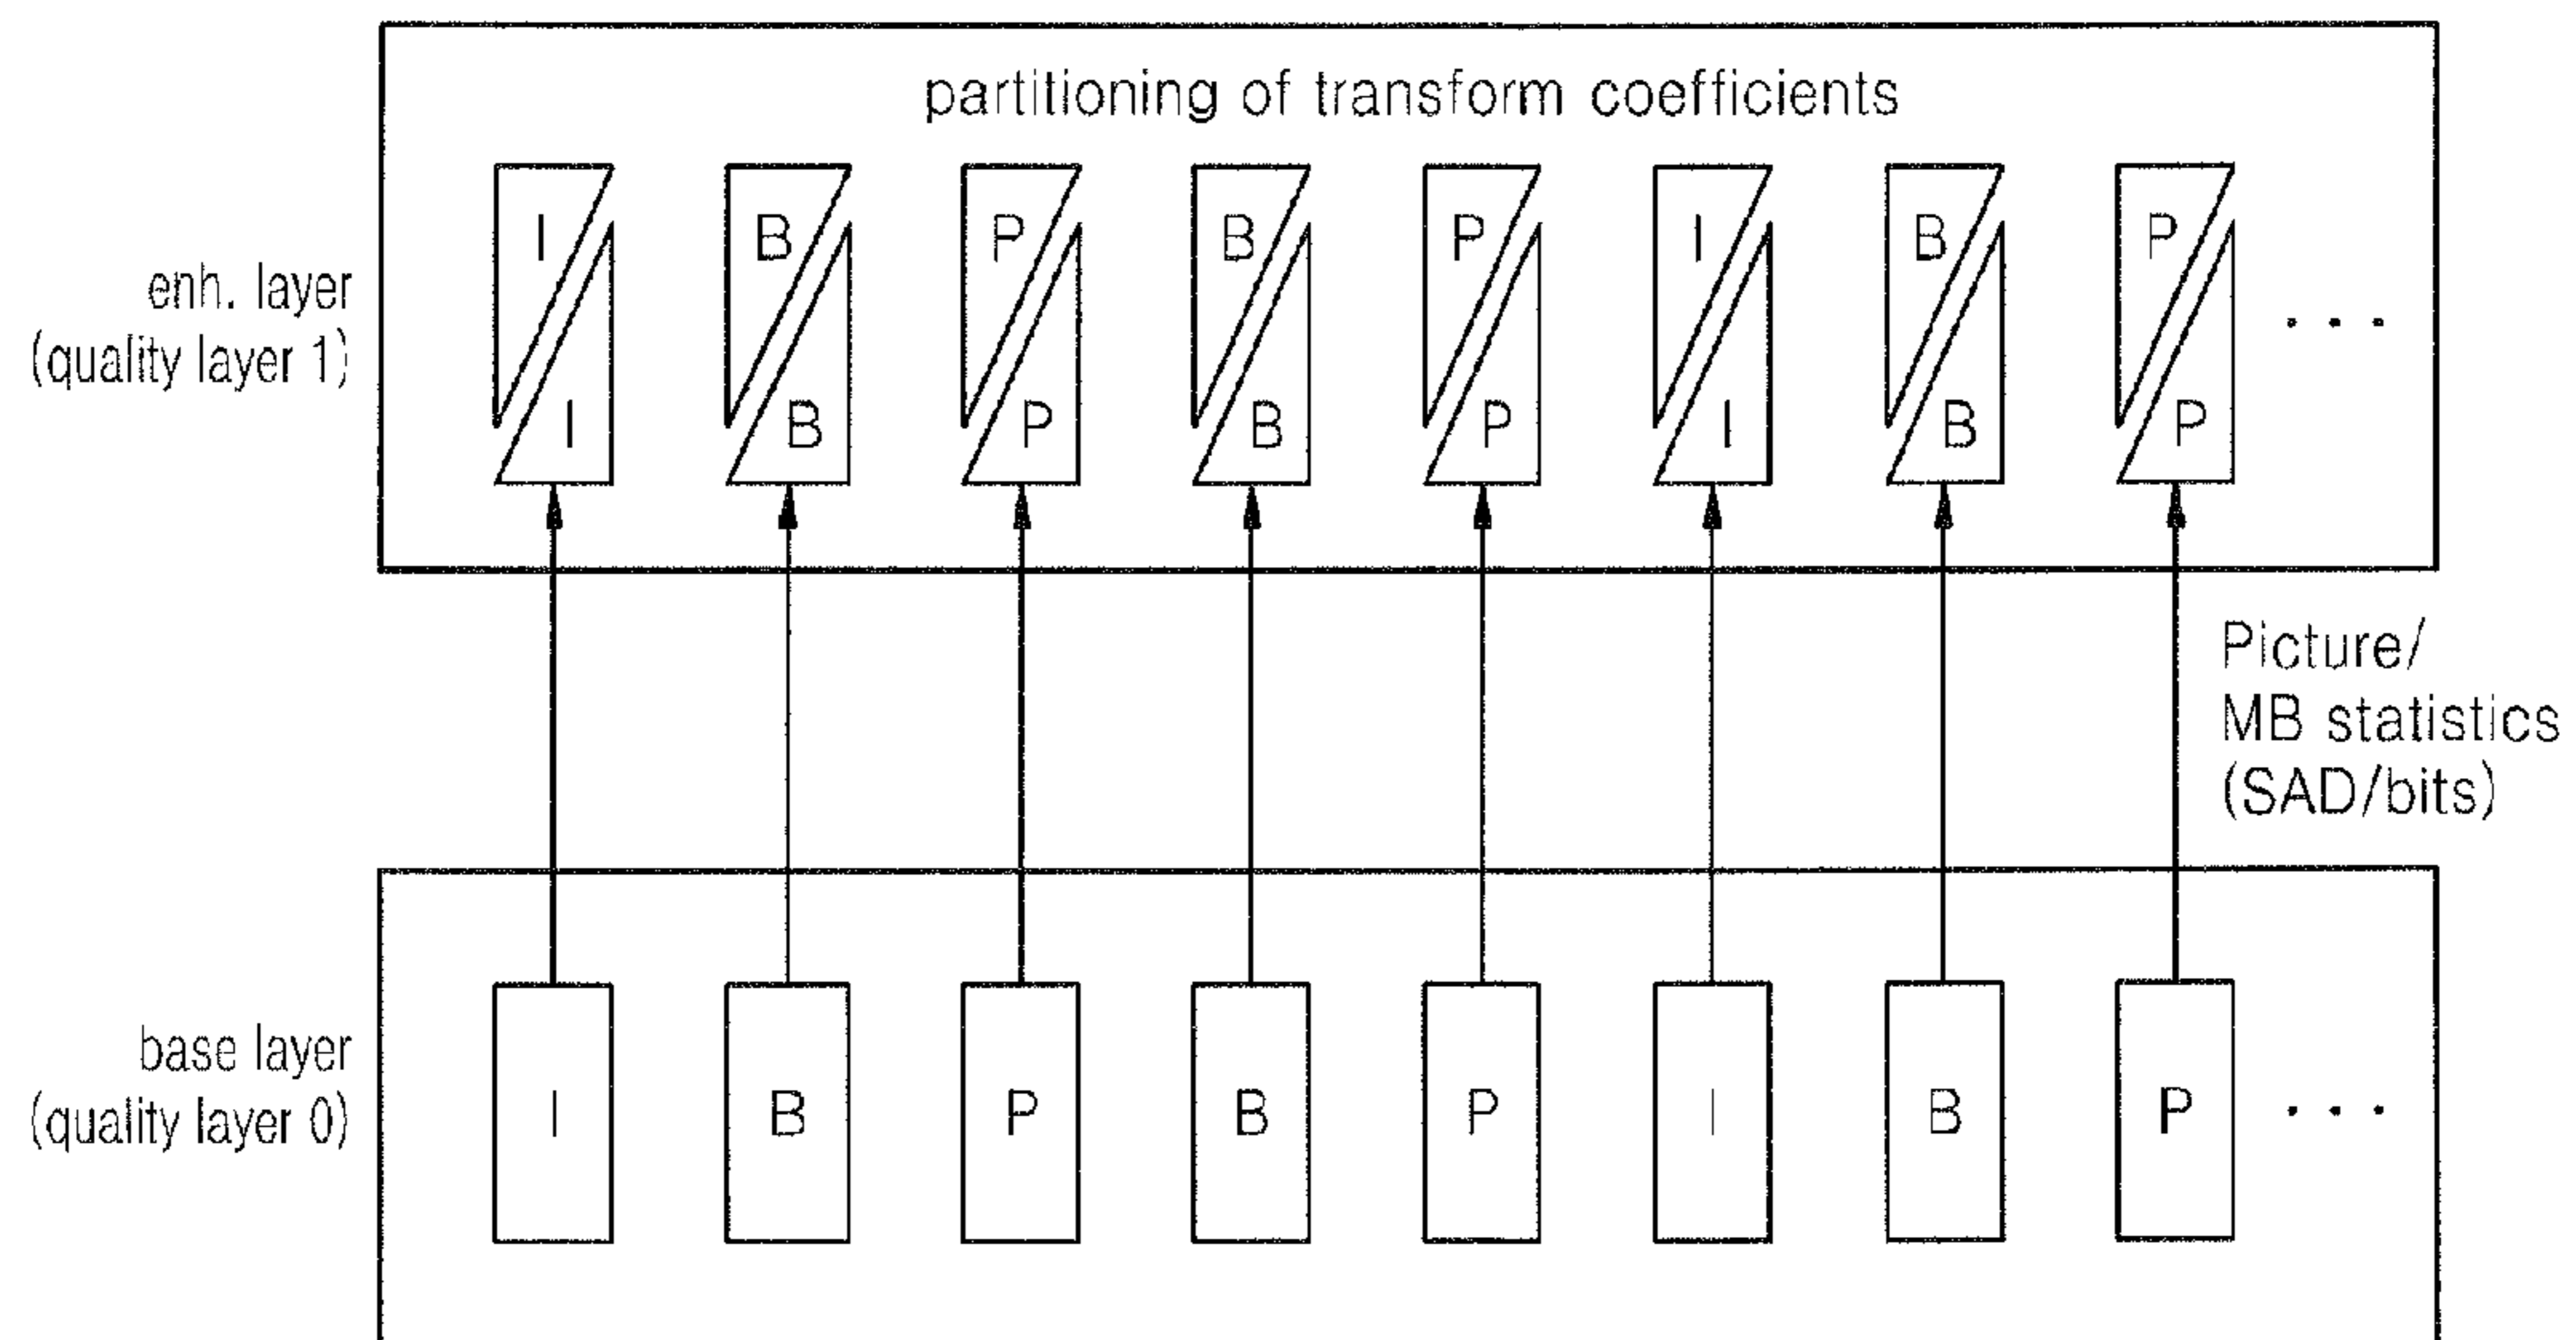 partitioning of transform coefficients
I B P B P I B P
enh. layer
(quality layer 1)
I B P B P I B P
...
Picture/
MB statistics
(SAD/bits)
base layer
(quality layer 0)
I B P B P I B P ...